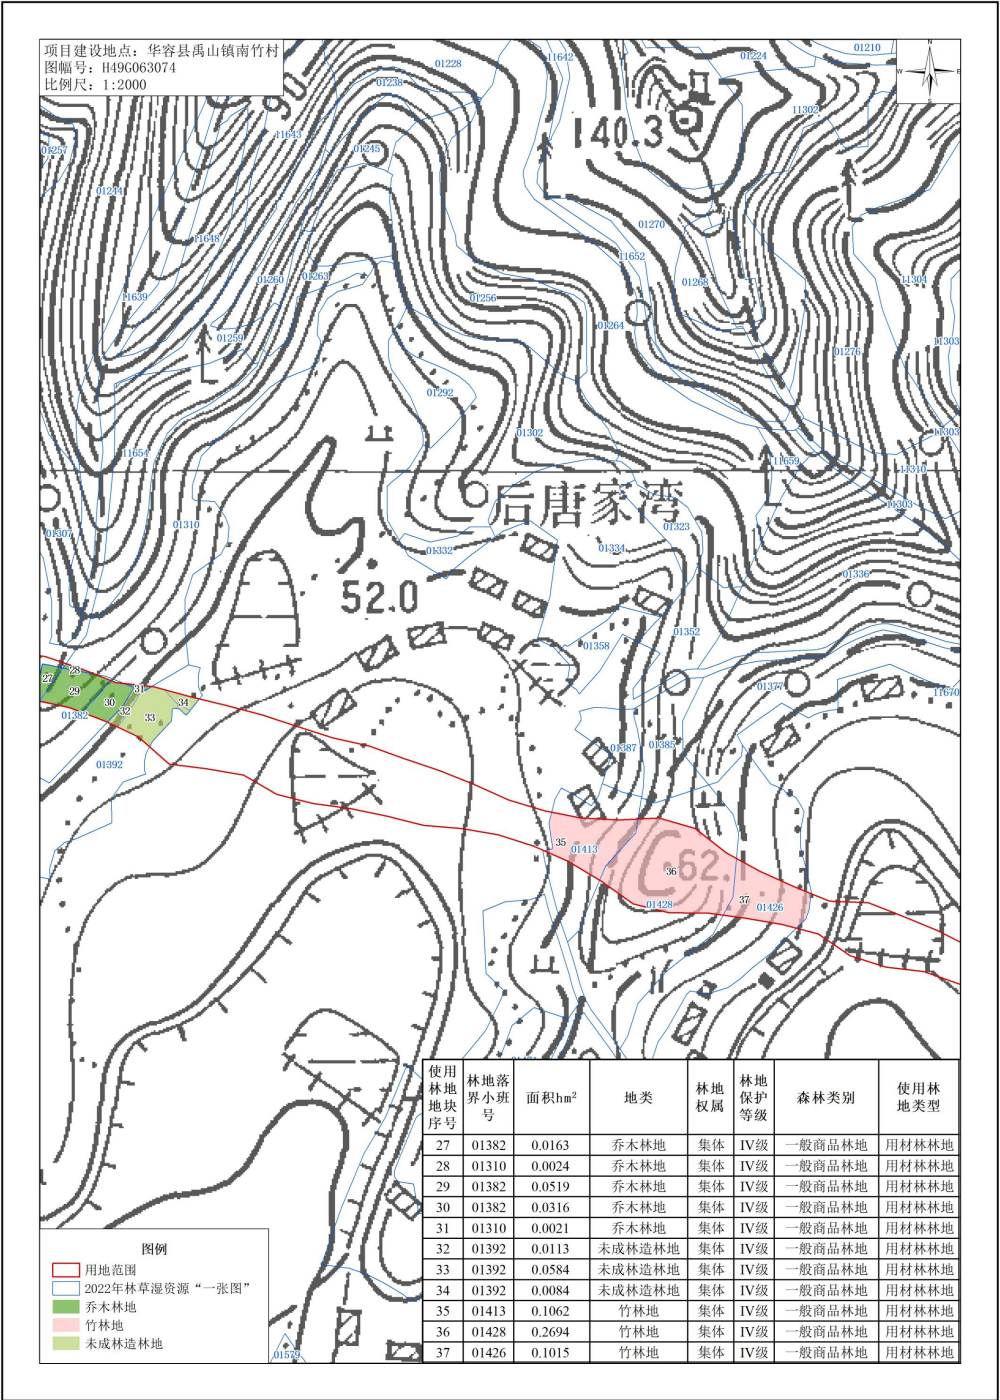 项目建设地点：华容县禹山镇南竹村
图幅号：H49G063074
比例尺：1:2000
N
W
E
S
01210
01228
11642
01224
01238
90
11302
140.3
11643
01257
01245
01244
01270
11648
11652
01260
01263
01268
11304
11639
01256
01264
01259
11303
01276
01292
01302
11303
11654
11659
11310
后唐家湾
11303
01310
01323
01307
01332
01334
01336
52.0
01352
01358
28
27
29
31
01377
30
34
11670
01382
32
33
01387
01385
01392
35
01413
36
62.1
37
01428
01426
01579
使用林地地块序号 林地落界小班号 面积hm² 地类 林地权属 林地保护等级 森林类别 使用林地类型
27 01382 0.0163 乔木林地 集体 IV级 一般商品林地 用材林林地
28 01310 0.0024 乔木林地 集体 IV级 一般商品林地 用材林林地
29 01382 0.0519 乔木林地 集体 IV级 一般商品林地 用材林林地
30 01382 0.0316 乔木林地 集体 IV级 一般商品林地 用材林林地
31 01310 0.0021 乔木林地 集体 IV级 一般商品林地 用材林林地
32 01392 0.0113 未成林造林地 集体 IV级 一般商品林地 用材林林地
33 01392 0.0584 未成林造林地 集体 IV级 一般商品林地 用材林林地
34 01392 0.0084 未成林造林地 集体 IV级 一般商品林地 用材林林地
35 01413 0.1062 竹林地 集体 IV级 一般商品林地 用材林林地
36 01428 0.2694 竹林地 集体 IV级 一般商品林地 用材林林地
37 01426 0.1015 竹林地 集体 IV级 一般商品林地 用材林林地
图例
用地范围
2022年林草湿资源“一张图”
乔木林地
竹林地
未成林造林地